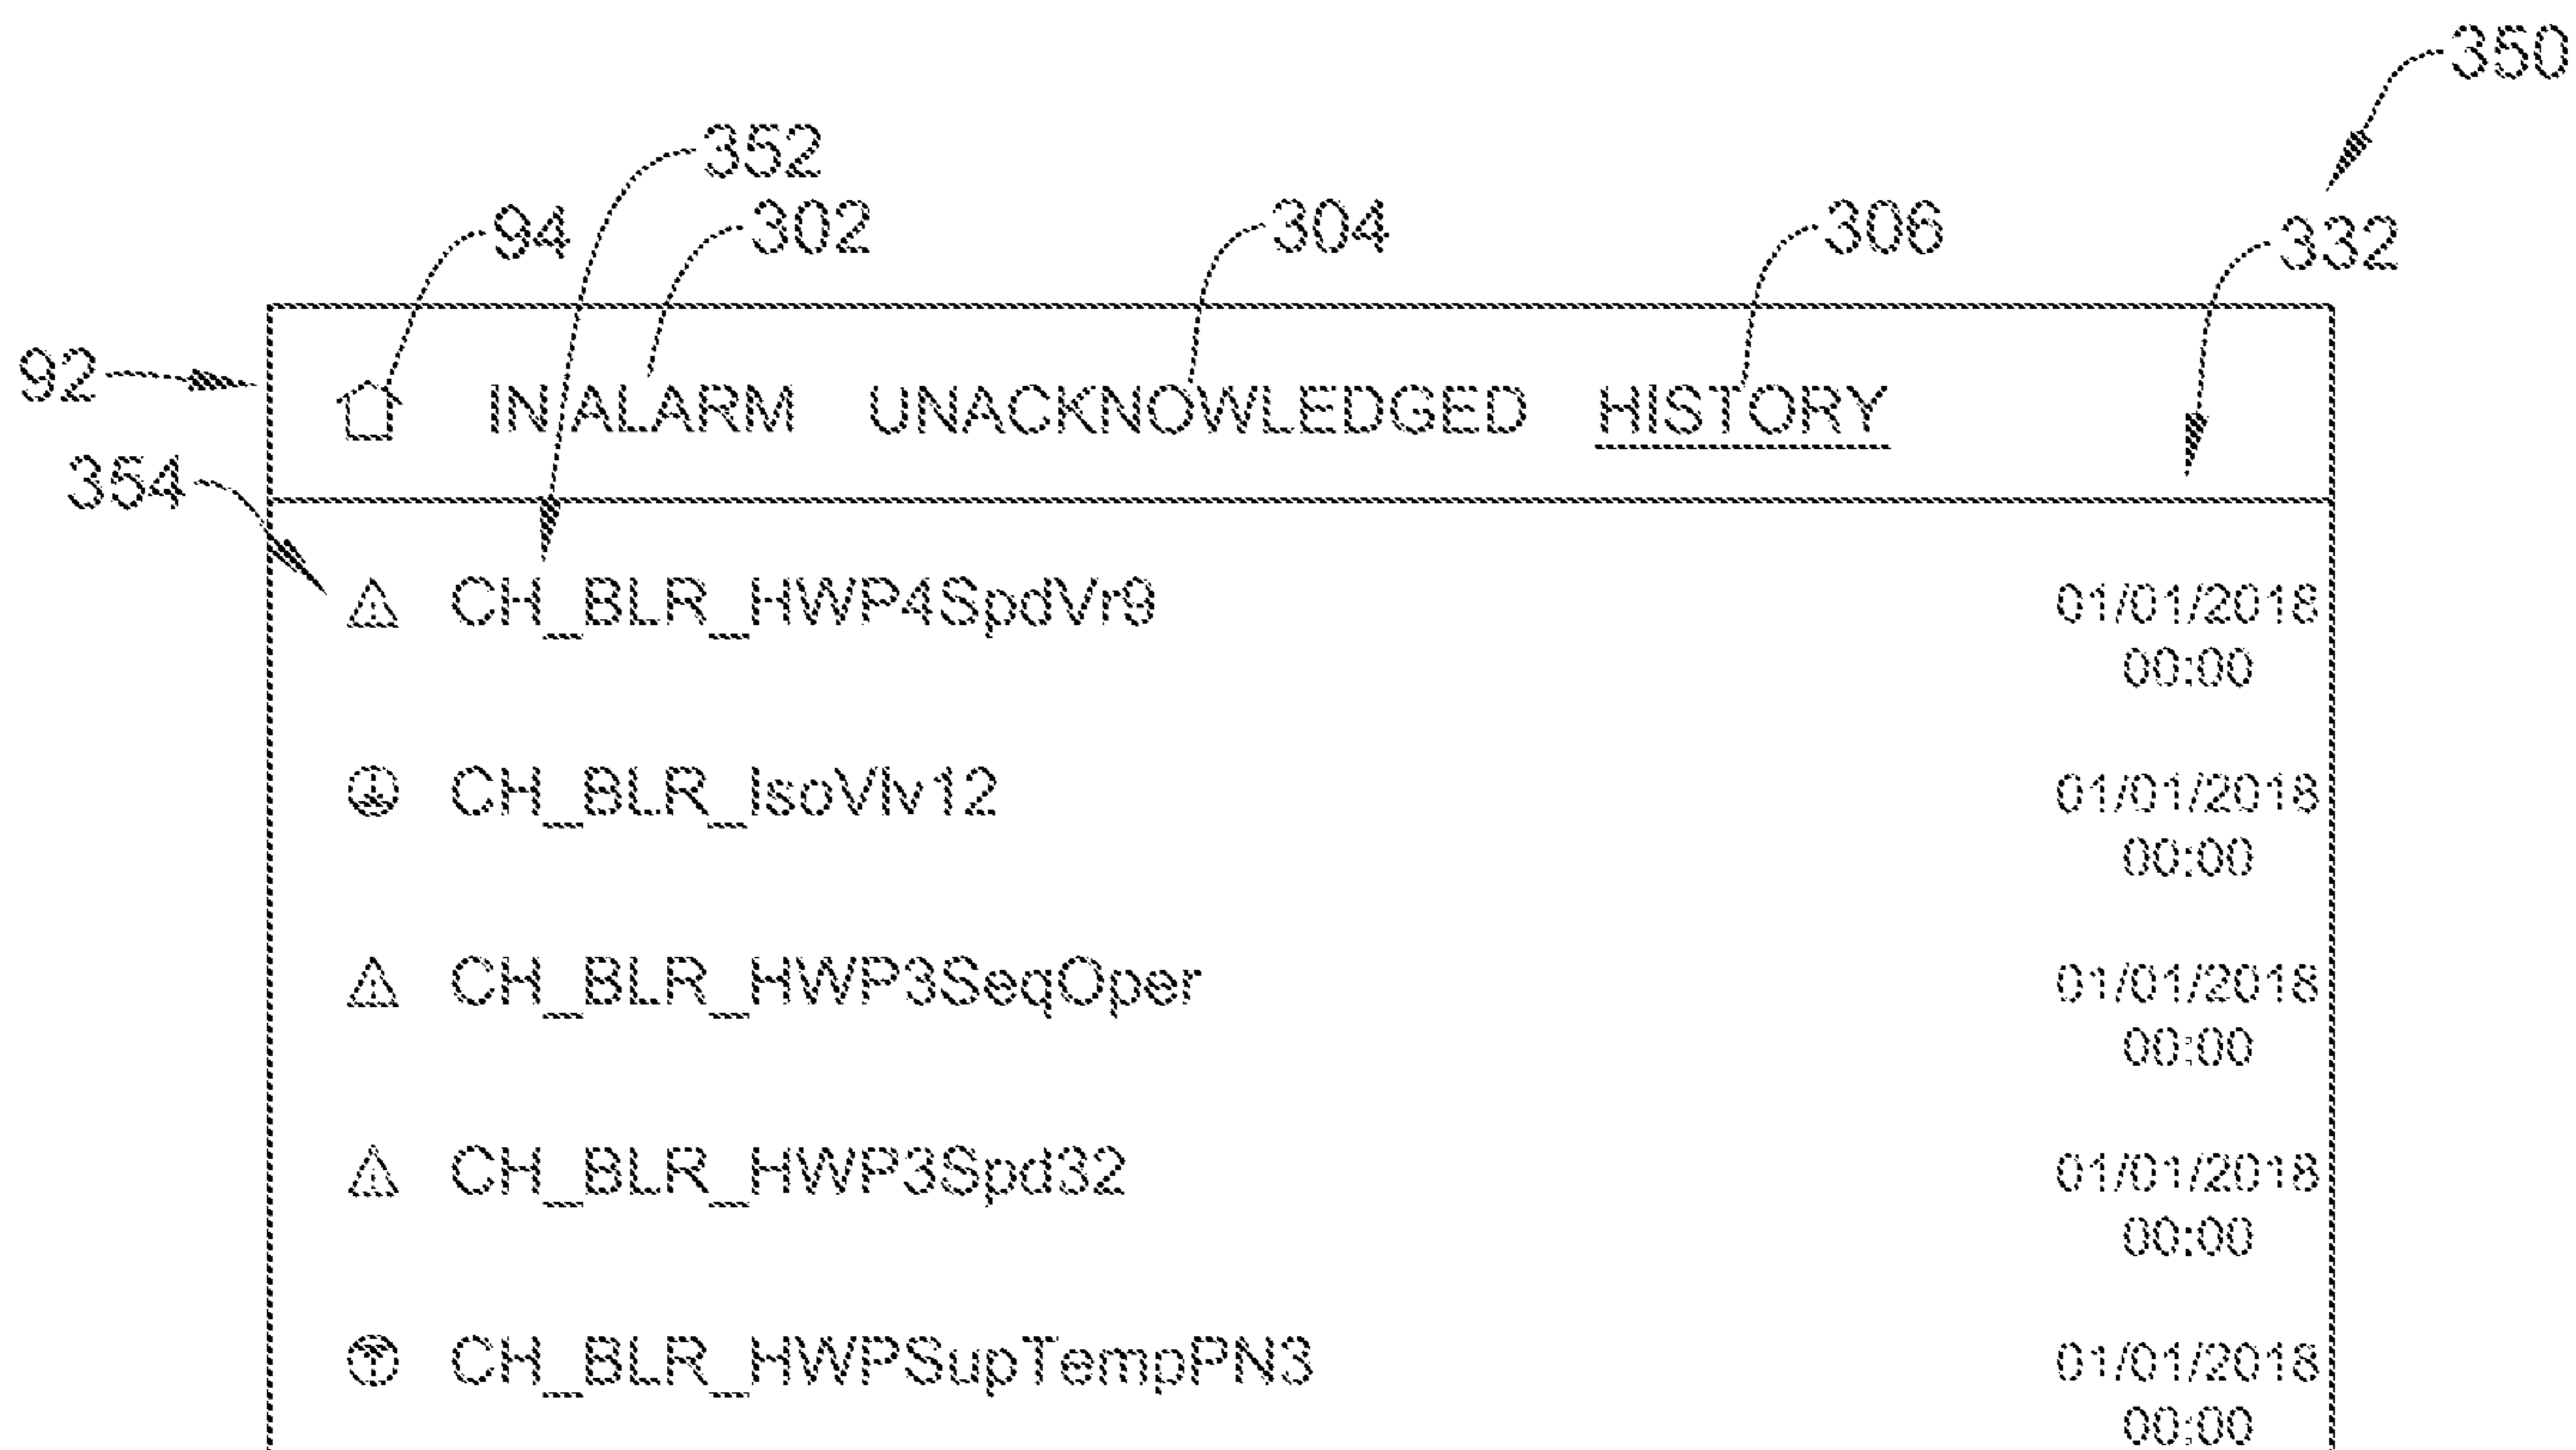 350
352
94 302 304 306 332
92 IN ALARM UNACKNOWLEDGED HISTORY
354
CH_BLR_HWP4SpdVr9 01/01/2018
00:00
CH_BLR_IsoVlv12 01/01/2018
00:00
CH_BLR_HWP3SeqOper 01/01/2018
00:00
CH_BLR_HWP3Spd32 01/01/2018
00:00
CH_BLR_HWPSupTempPN3 01/01/2018
00:00